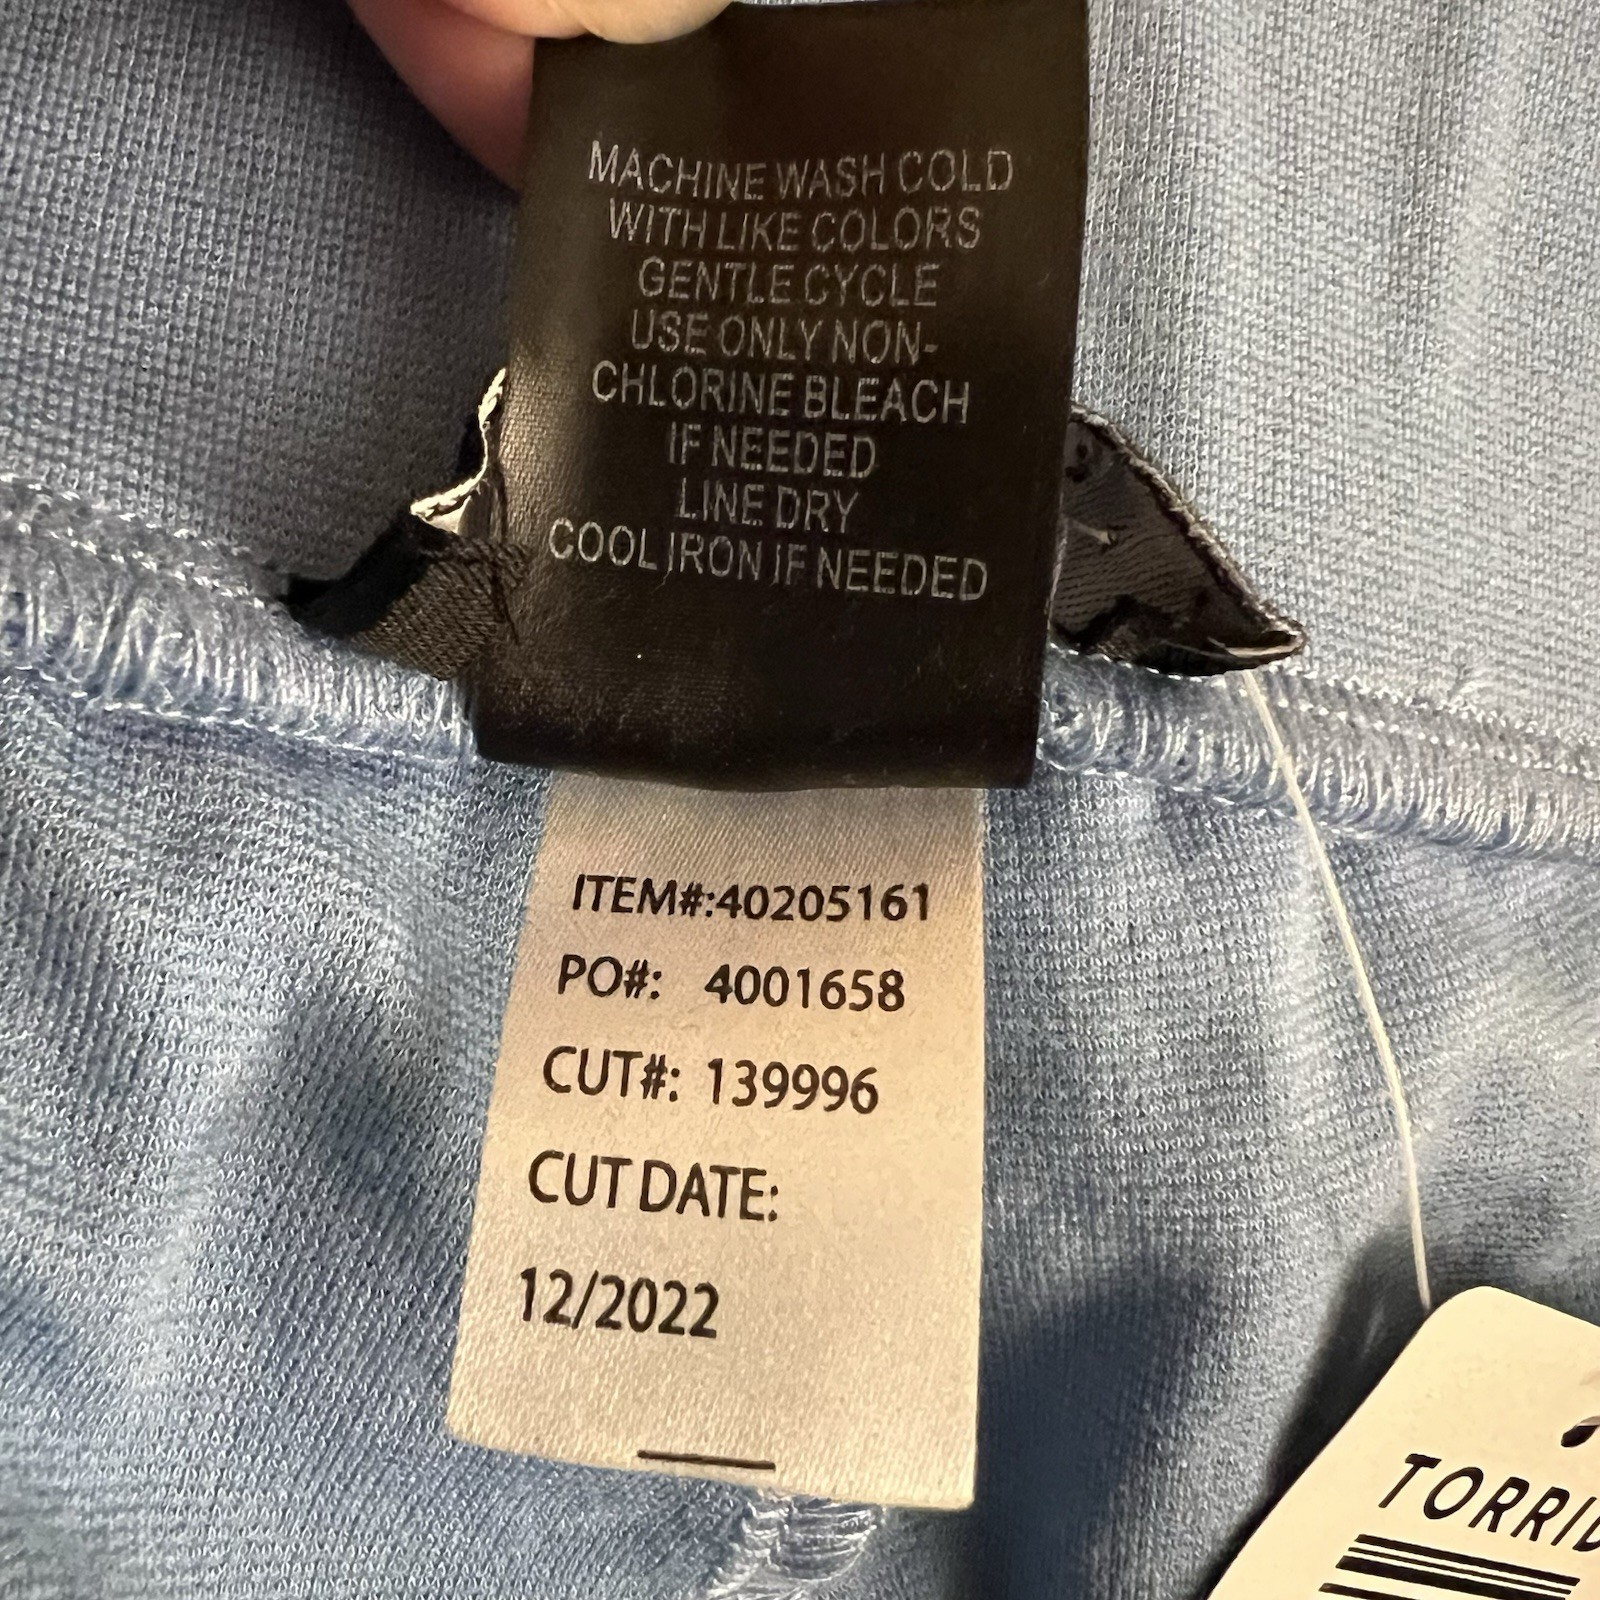 MACHINE WASH COLD
WITH LIKE COLORS
GENTLE CYCLE
USE ONLY NON-
CHLORINE BLEACH
IF NEEDED
LINE DRY
COOL IRON IF NEEDED
ITEM#:40205161
PO#: 4001658
CUT#: 139996
CUT DATE:
12/2022
TORRID